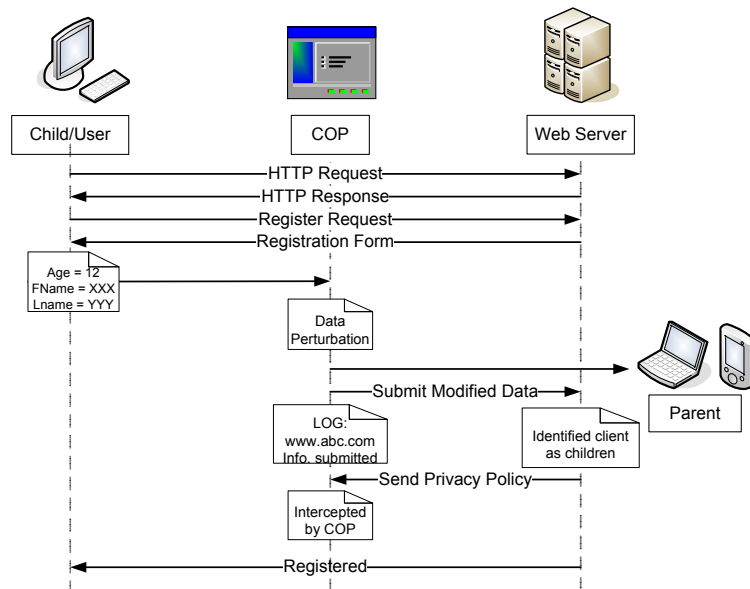 Child/User
COP
Web Server
HTTP Request
HTTP Response
Register Request
Registration Form
Age = 12
FName = XXX
Lname = YYY
Data
Perturbation
Submit Modified Data
Parent
LOG:
www.abc.com
Info. submitted
Identified client
as children
Send Privacy Policy
Intercepted
by COP
Registered